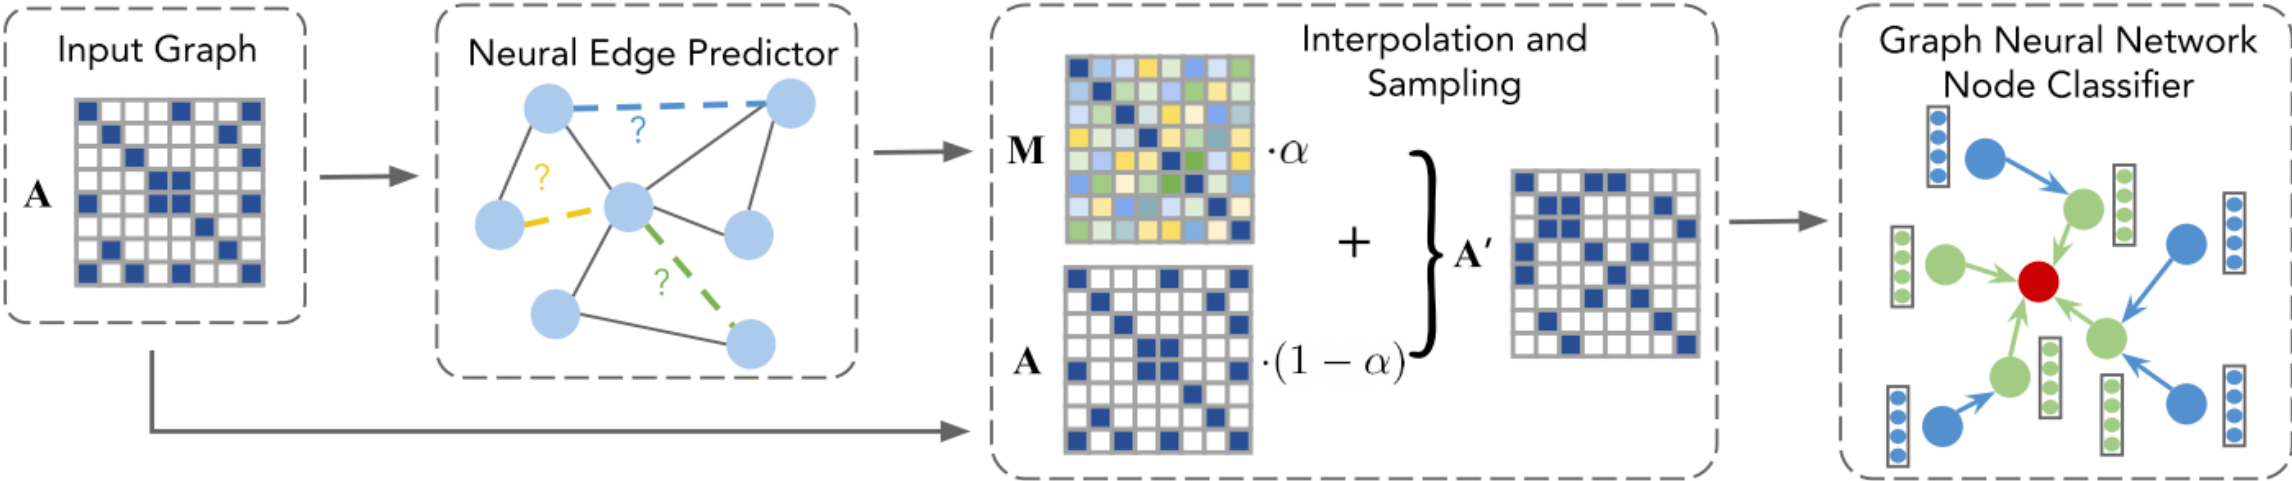 Input Graph
A
Neural Edge Predictor
?
?
?
Interpolation and
Sampling
M
·α
+
A
·(1 − α)
A′
Graph Neural Network
Node Classifier